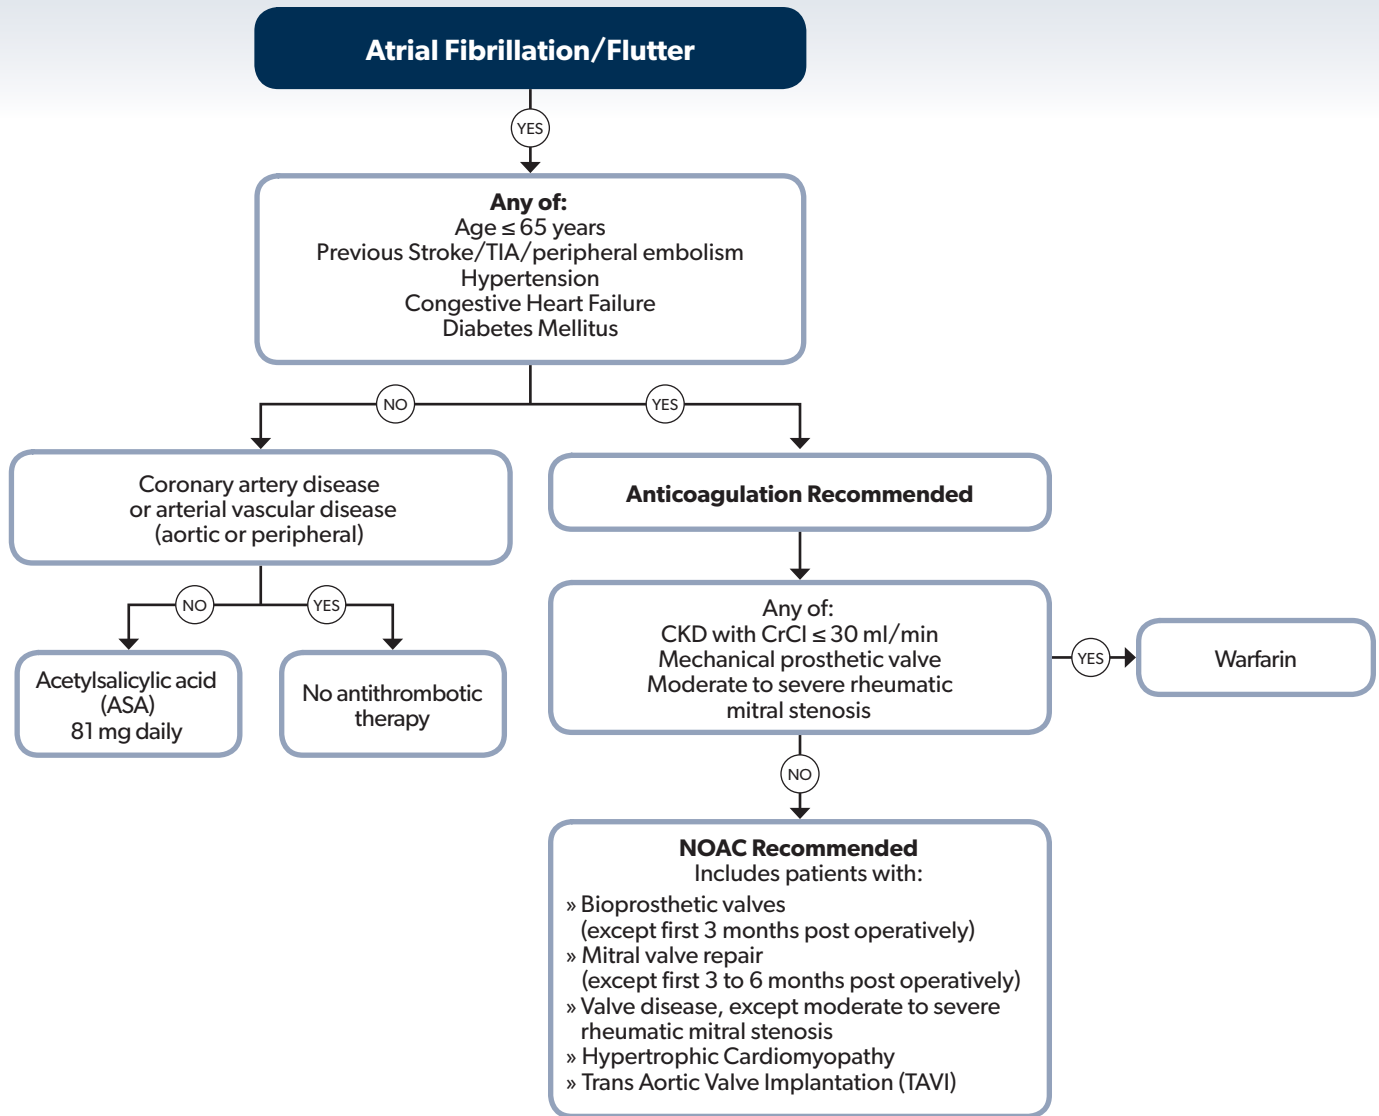 Atrial Fibrillation/Flutter
YES
Any of:
Age ≤ 65 years
Previous Stroke/TIA/peripheral embolism
Hypertension
Congestive Heart Failure
Diabetes Mellitus
NO
YES
Coronary artery disease
or arterial vascular disease
(aortic or peripheral)
Anticoagulation Recommended
NO
YES
Acetylsalicylic acid
(ASA)
81 mg daily
No antithrombotic
therapy
Any of:
CKD with CrCl ≤ 30 ml/min
Mechanical prosthetic valve
Moderate to severe rheumatic
mitral stenosis
YES
Warfarin
NO
NOAC Recommended
Includes patients with:
» Bioprosthetic valves
(except first 3 months post operatively)
» Mitral valve repair
(except first 3 to 6 months post operatively)
» Valve disease, except moderate to severe
rheumatic mitral stenosis
» Hypertrophic Cardiomyopathy
» Trans Aortic Valve Implantation (TAVI)